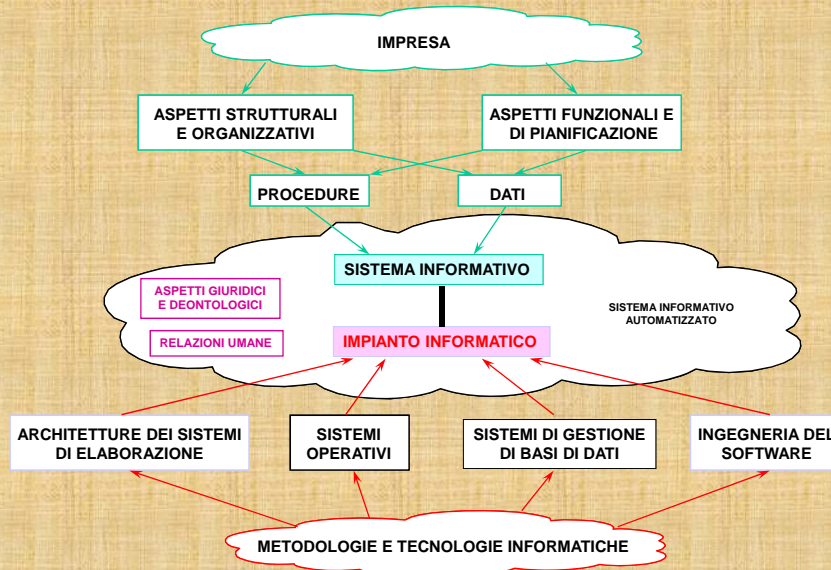 IMPRESA
ASPETTI STRUTTURALI
E ORGANIZZATIVI
ASPETTI FUNZIONALI E
DI PIANIFICAZIONE
PROCEDURE
DATI
SISTEMA INFORMATIVO
ASPETTI GIURIDICI
E DEONTOLOGICI
SISTEMA INFORMATIVO
AUTOMATIZZATO
RELAZIONI UMANE
IMPIANTO INFORMATICO
ARCHITETTURE DEI SISTEMI
DI ELABORAZIONE
SISTEMI
OPERATIVI
SISTEMI DI GESTIONE
DI BASI DI DATI
INGEGNERIA DEL
SOFTWARE
METODOLOGIE E TECNOLOGIE INFORMATICHE